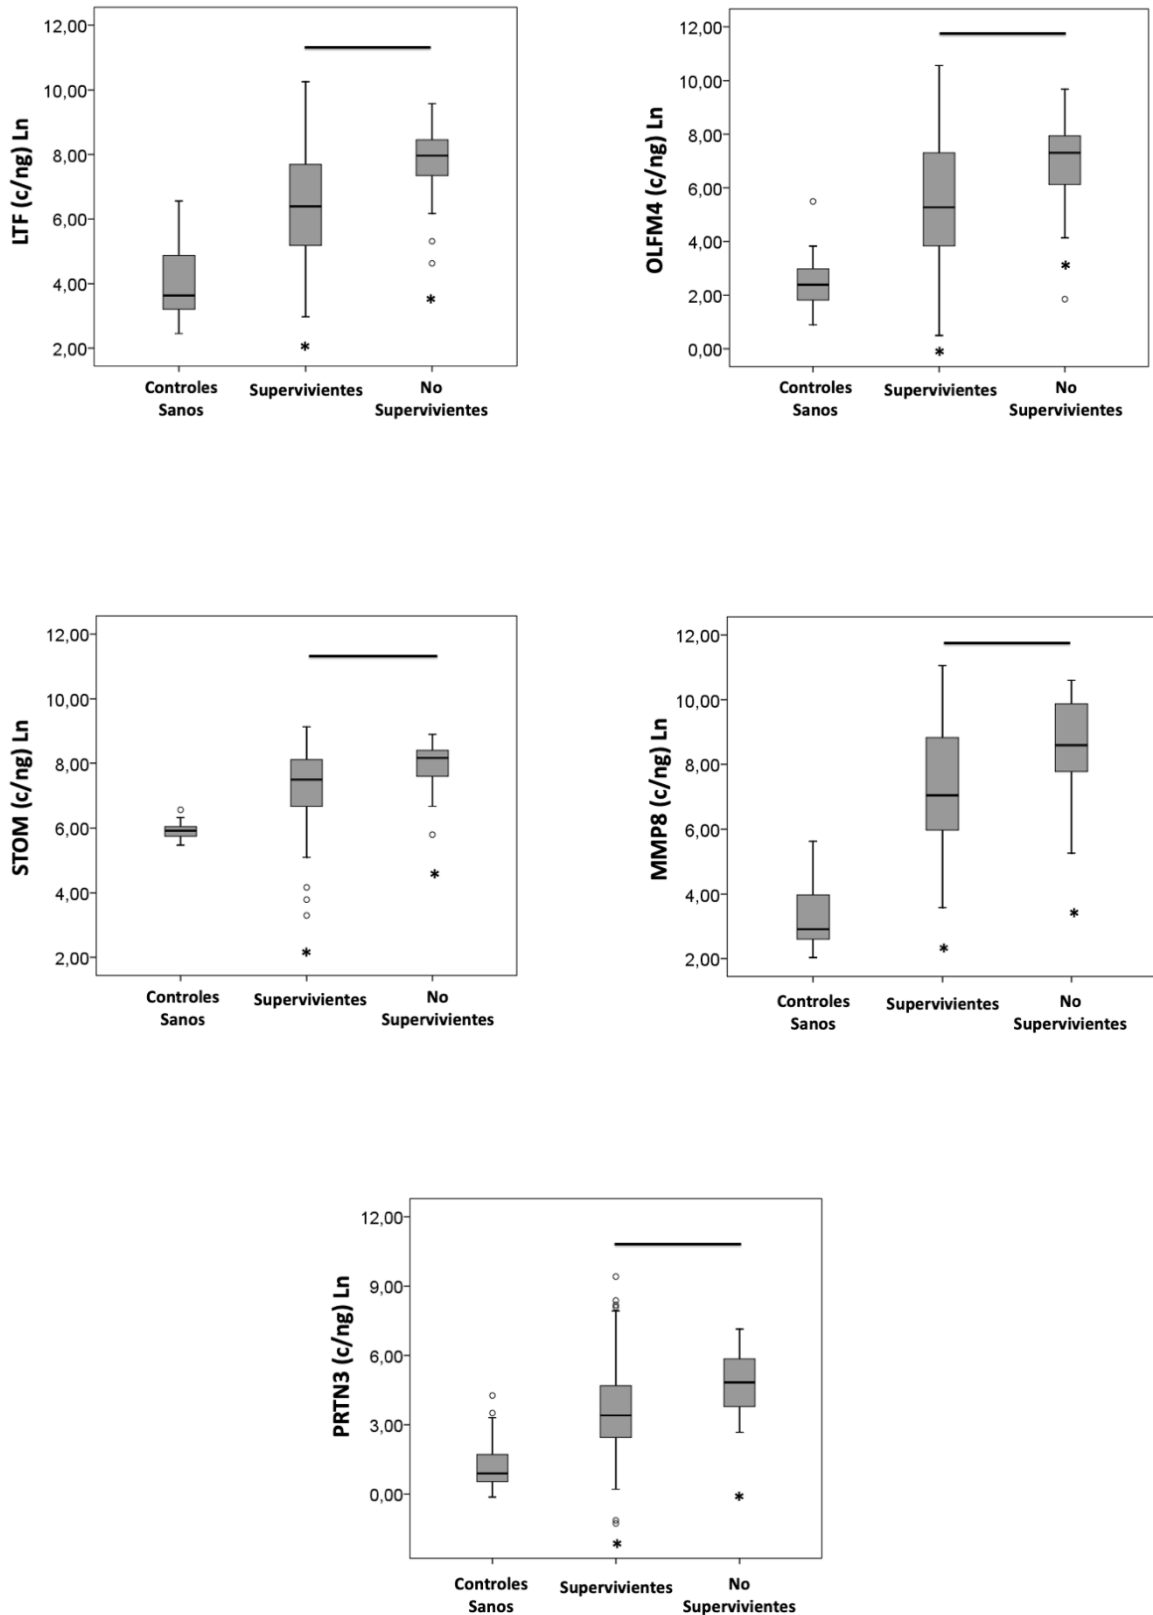 LTF (c/ng) Ln
12,00
10,00
8,00
6,00
4,00
2,00
Controles
Sanos
Supervivientes
No
Supervivientes
OLFM4 (c/ng) Ln
12,00
10,00
8,00
6,00
4,00
2,00
0,00
Controles
Sanos
Supervivientes
No
Supervivientes
STOM (c/ng) Ln
12,00
10,00
8,00
6,00
4,00
2,00
Controles
Sanos
Supervivientes
No
Supervivientes
MMP8 (c/ng) Ln
12,00
10,00
8,00
6,00
4,00
2,00
Controles
Sanos
Supervivientes
No
Supervivientes
PRTN3 (c/ng) Ln
12,00
9,00
6,00
3,00
0,00
Controles
Sanos
Supervivientes
No
Supervivientes